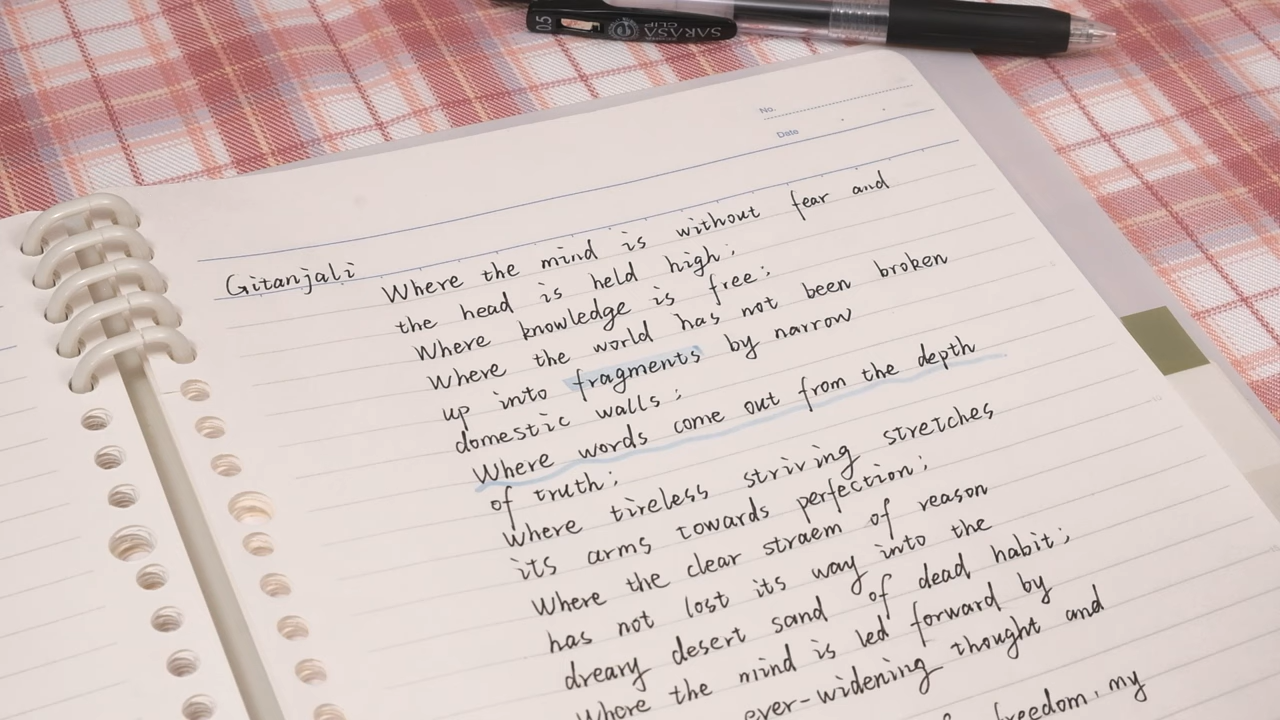 0.5
SARASA
CLIP
No.
Date
Gitanjali Where the mind is without fear and
the head is held high;
Where knowledge is free;
Where the world has not been broken
up into fragments by narrow
domestic walls;
Where words come out from the depth
of truth;
Where tireless striving stretches
its arms towards perfection;
Where the clear straem of reason
has not lost its way into the
dreary desert sand of dead habit;
Where the mind is led forward by
ever-widening thought and
freedom, my